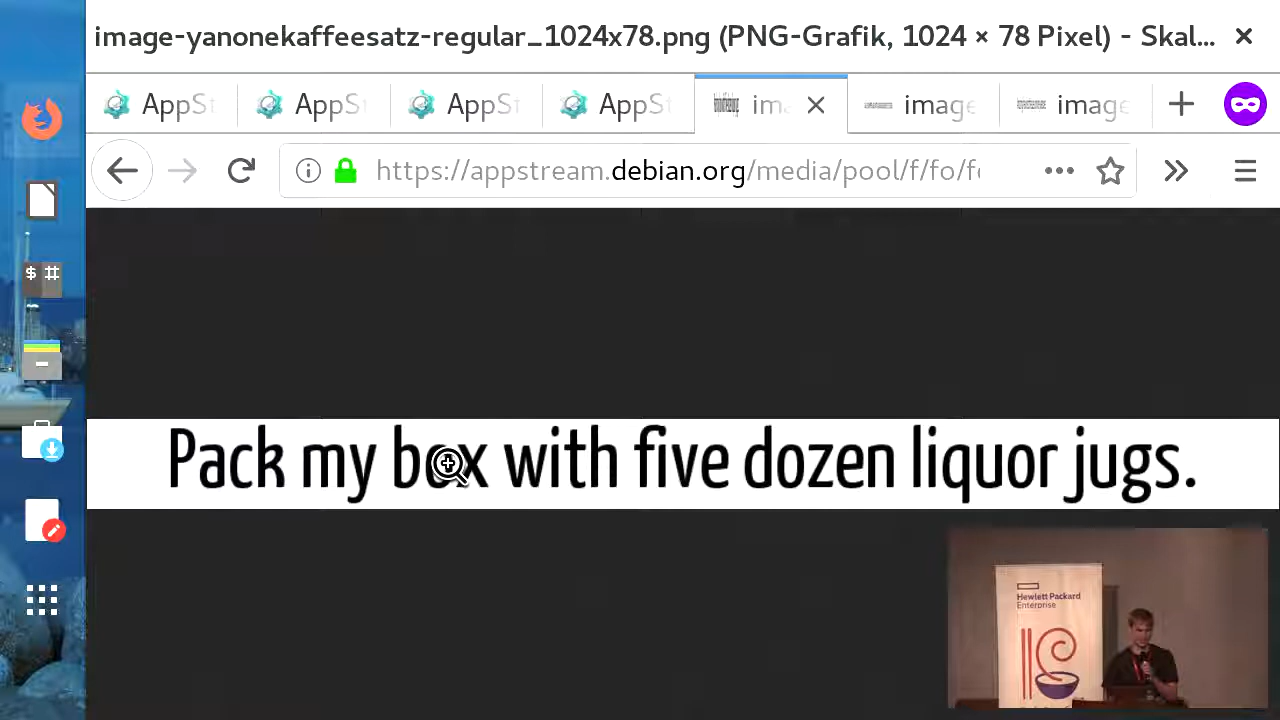 image-yanonekaffeesatz-regular_1024x78.png (PNG-Grafik, 1024 × 78 Pixel) - Skal...
AppSt
AppSt
AppSt
AppSt
ima
image
image
https://appstream.debian.org/media/pool/f/fo/fo
$ #
Pack my box with five dozen liquor jugs.
Hewlett Packard
Enterprise